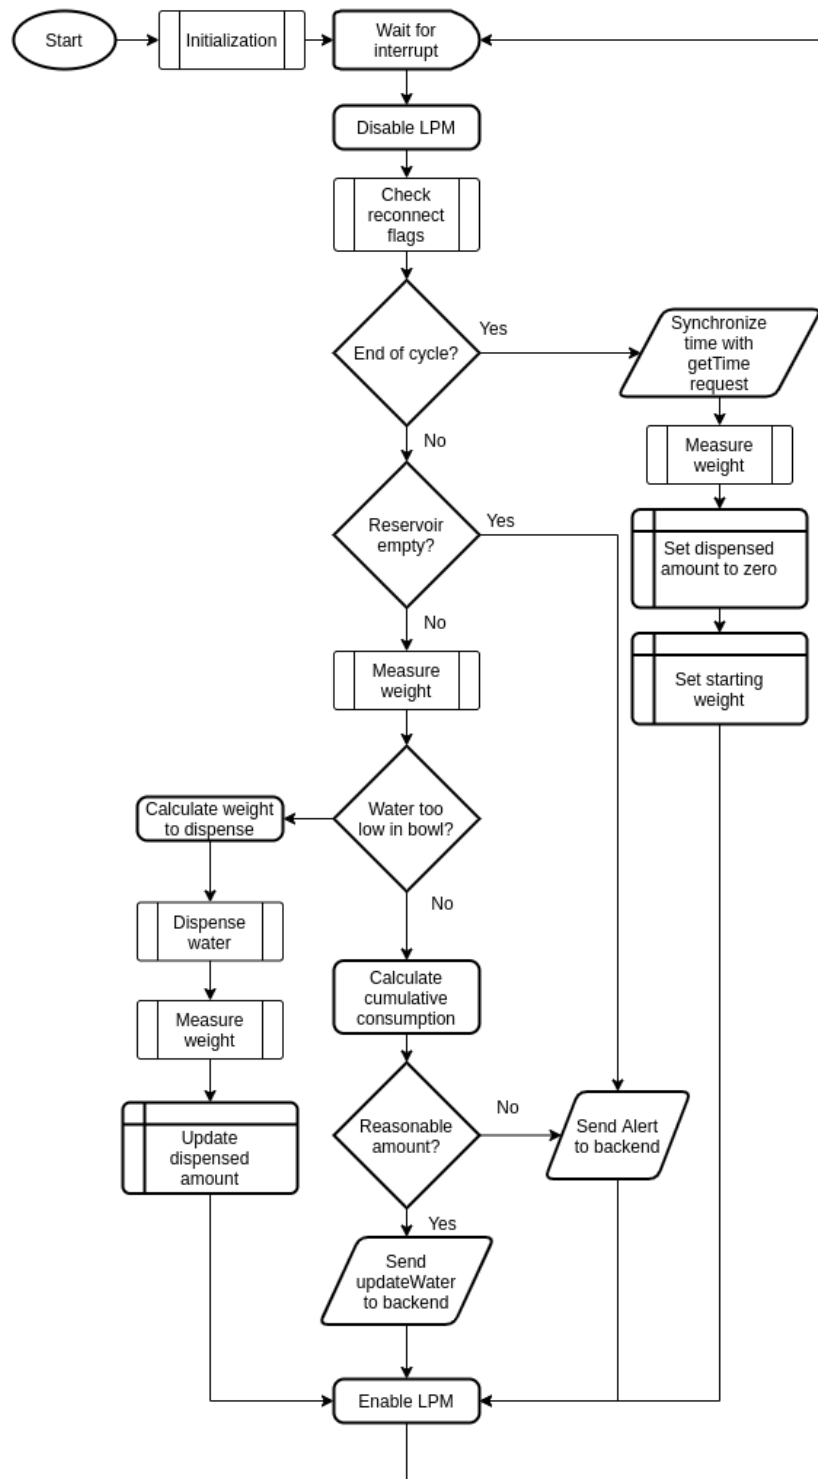 Start
Initialization
Wait for
interrupt
Disable LPM
Check
reconnect
flags
End of cycle?
Yes
Synchronize
time with
getTime
request
No
Measure
weight
Reservoir
empty?
Yes
Set dispensed
amount to zero
No
Measure
weight
Set starting
weight
Water too
low in bowl?
Calculate weight
to dispense
No
Dispense
water
Calculate
cumulative
consumption
Measure
weight
Reasonable
amount?
No
Send Alert
to backend
Update
dispensed
amount
Yes
Send
updateWater
to backend
Enable LPM